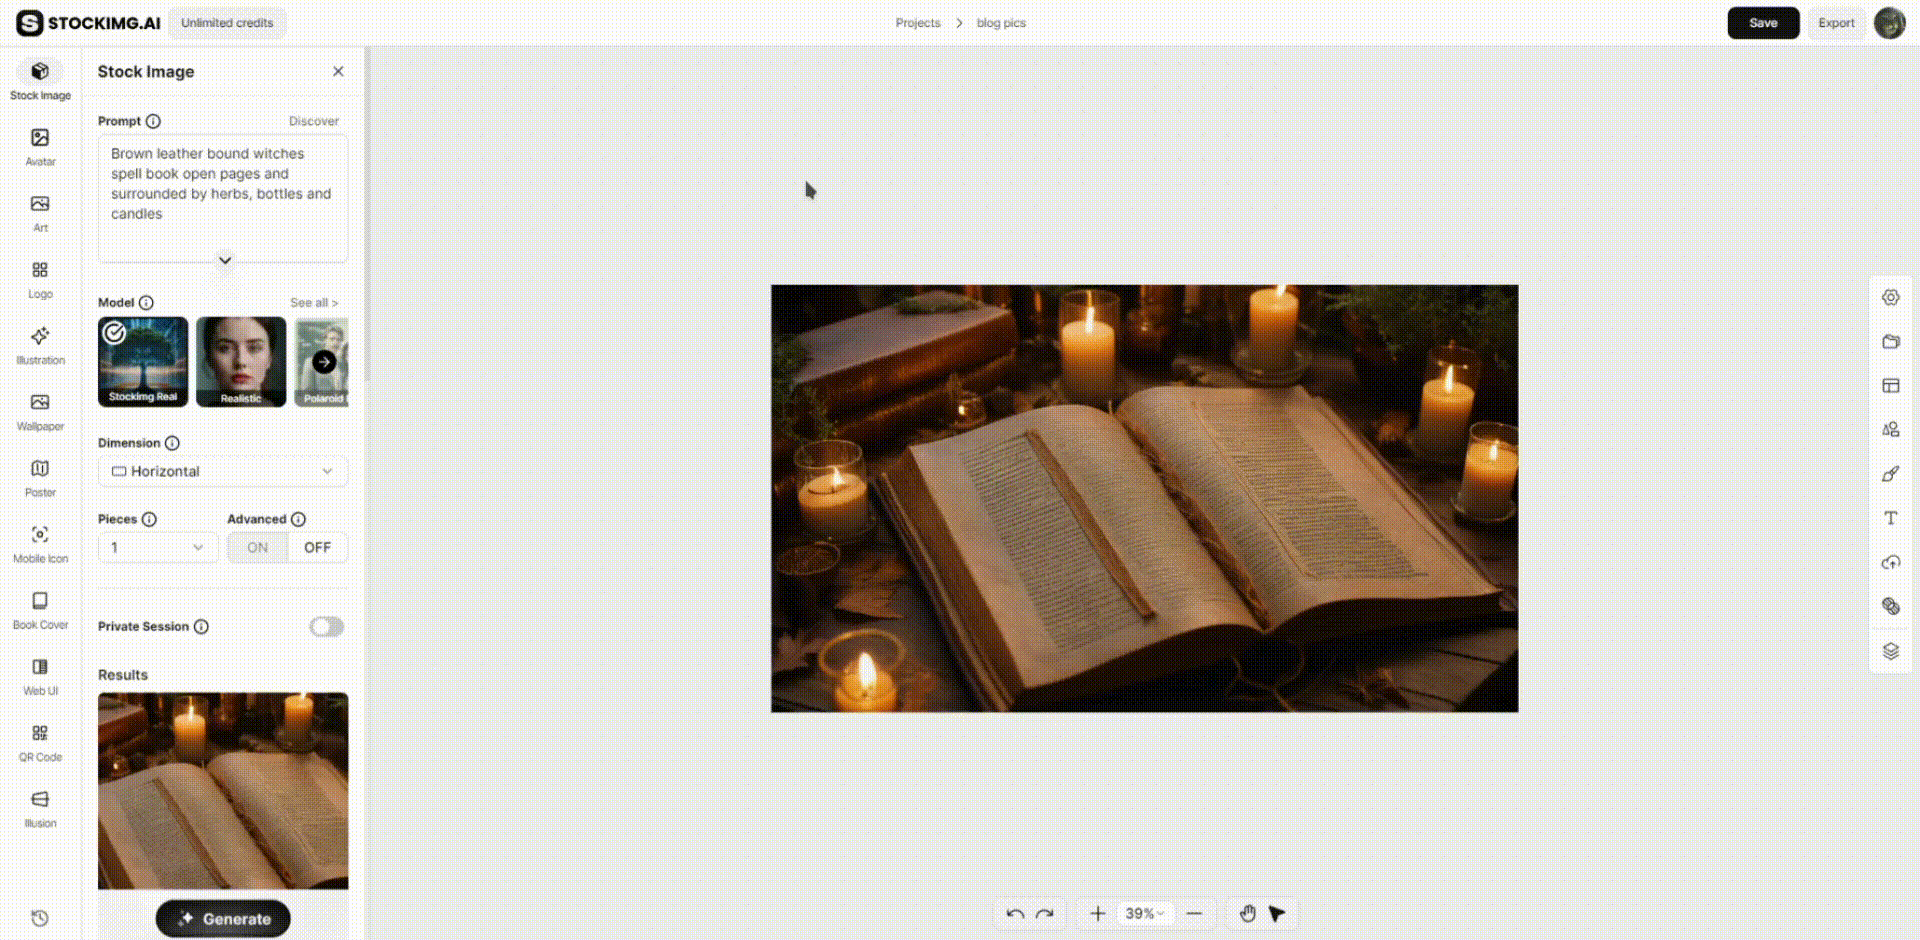 STOCKIMG.AI
Unlimited credits
Projects > blog pics
Save
Export
Stock Image
Avatar
Art
Logo
Illustration
Wallpaper
Poster
Mobile Icon
Book Cover
Web UI
QR Code
Illusion
Stock Image
Prompt
Discover
Brown leather bound witches
spell book open pages and
surrounded by herbs, bottles and
candles
Model
See all >
Stockimg Real
Realistic
Polaroid
Dimension
Horizontal
Pieces
Advanced
1
ON
OFF
Private Session
Results
Generate
39%